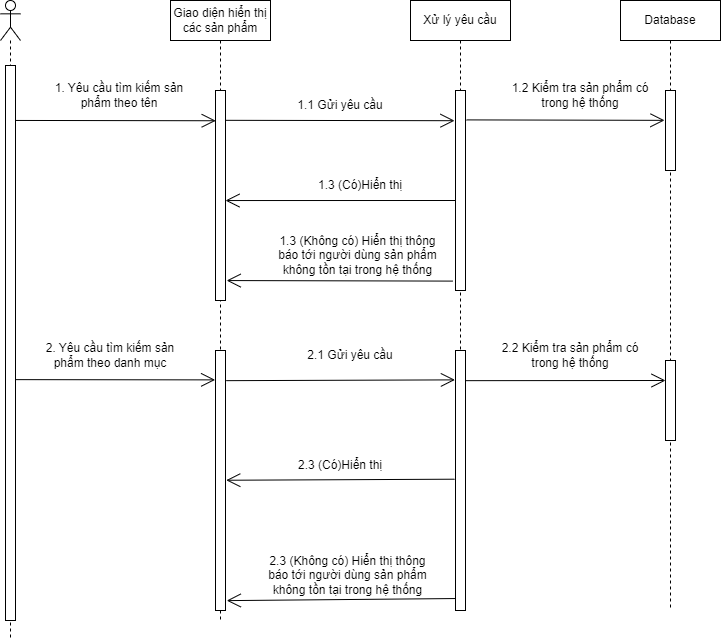 Giao diện hiển thị
các sản phẩm
Xử lý yêu cầu
Database
1. Yêu cầu tìm kiếm sản
phẩm theo tên
1.1 Gửi yêu cầu
1.2 Kiểm tra sản phẩm có
trong hệ thống
1.3 (Có)Hiển thị
1.3 (Không có) Hiển thị thông
báo tới người dùng sản phẩm
không tồn tại trong hệ thống
2. Yêu cầu tìm kiếm sản
phẩm theo danh mục
2.1 Gửi yêu cầu
2.2 Kiểm tra sản phẩm có
trong hệ thống
2.3 (Có)Hiển thị
2.3 (Không có) Hiển thị thông
báo tới người dùng sản phẩm
không tồn tại trong hệ thống